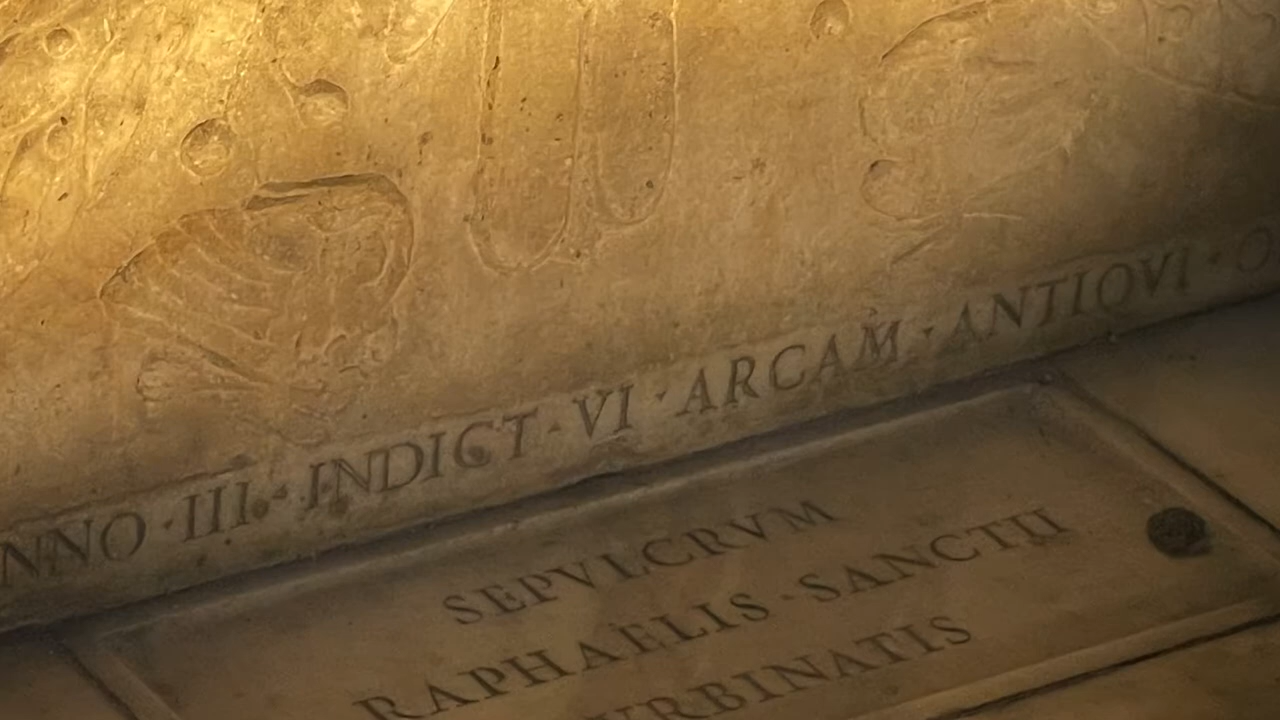 NNO · III · INDICT · VI · ARCAM · ANTIQVI · O
SEPVLCRVM
RAPHAELIS · SANCTII
VRBINATIS